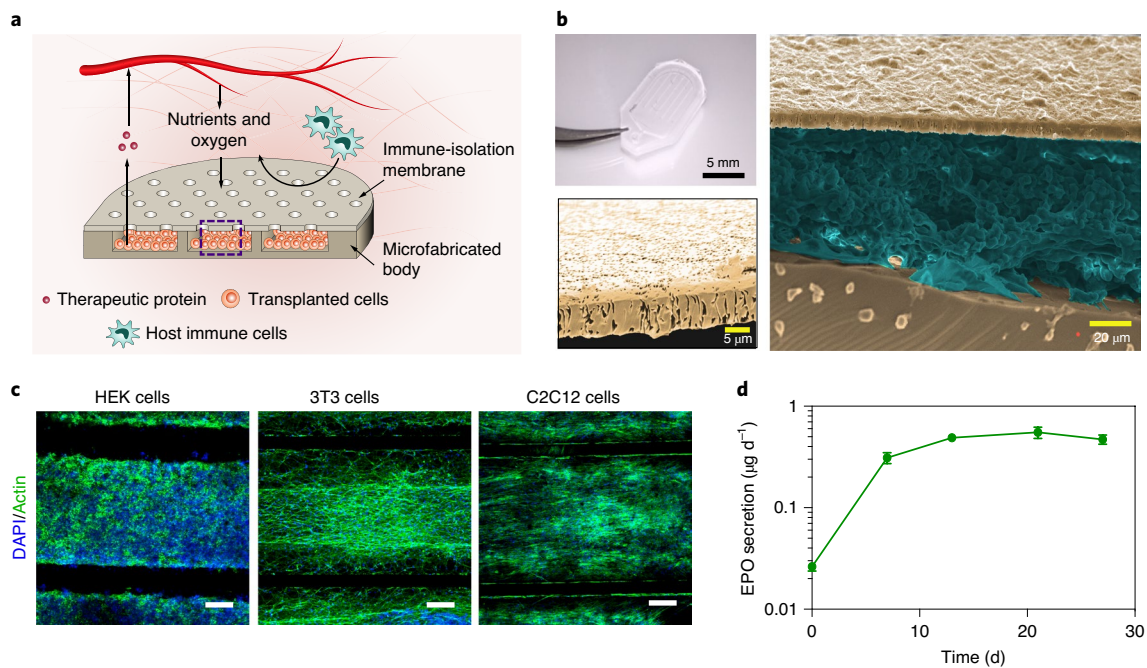 a
Nutrients and
oxygen
Immune-isolation
membrane
Microfabricated
body
Therapeutic protein
Transplanted cells
Host immune cells
b
5 mm
5 μm
20 μm
c
HEK cells
3T3 cells
C2C12 cells
DAPI/Actin
d
EPO secretion (μg d⁻¹)
1
0.1
0.01
0
10
20
30
Time (d)